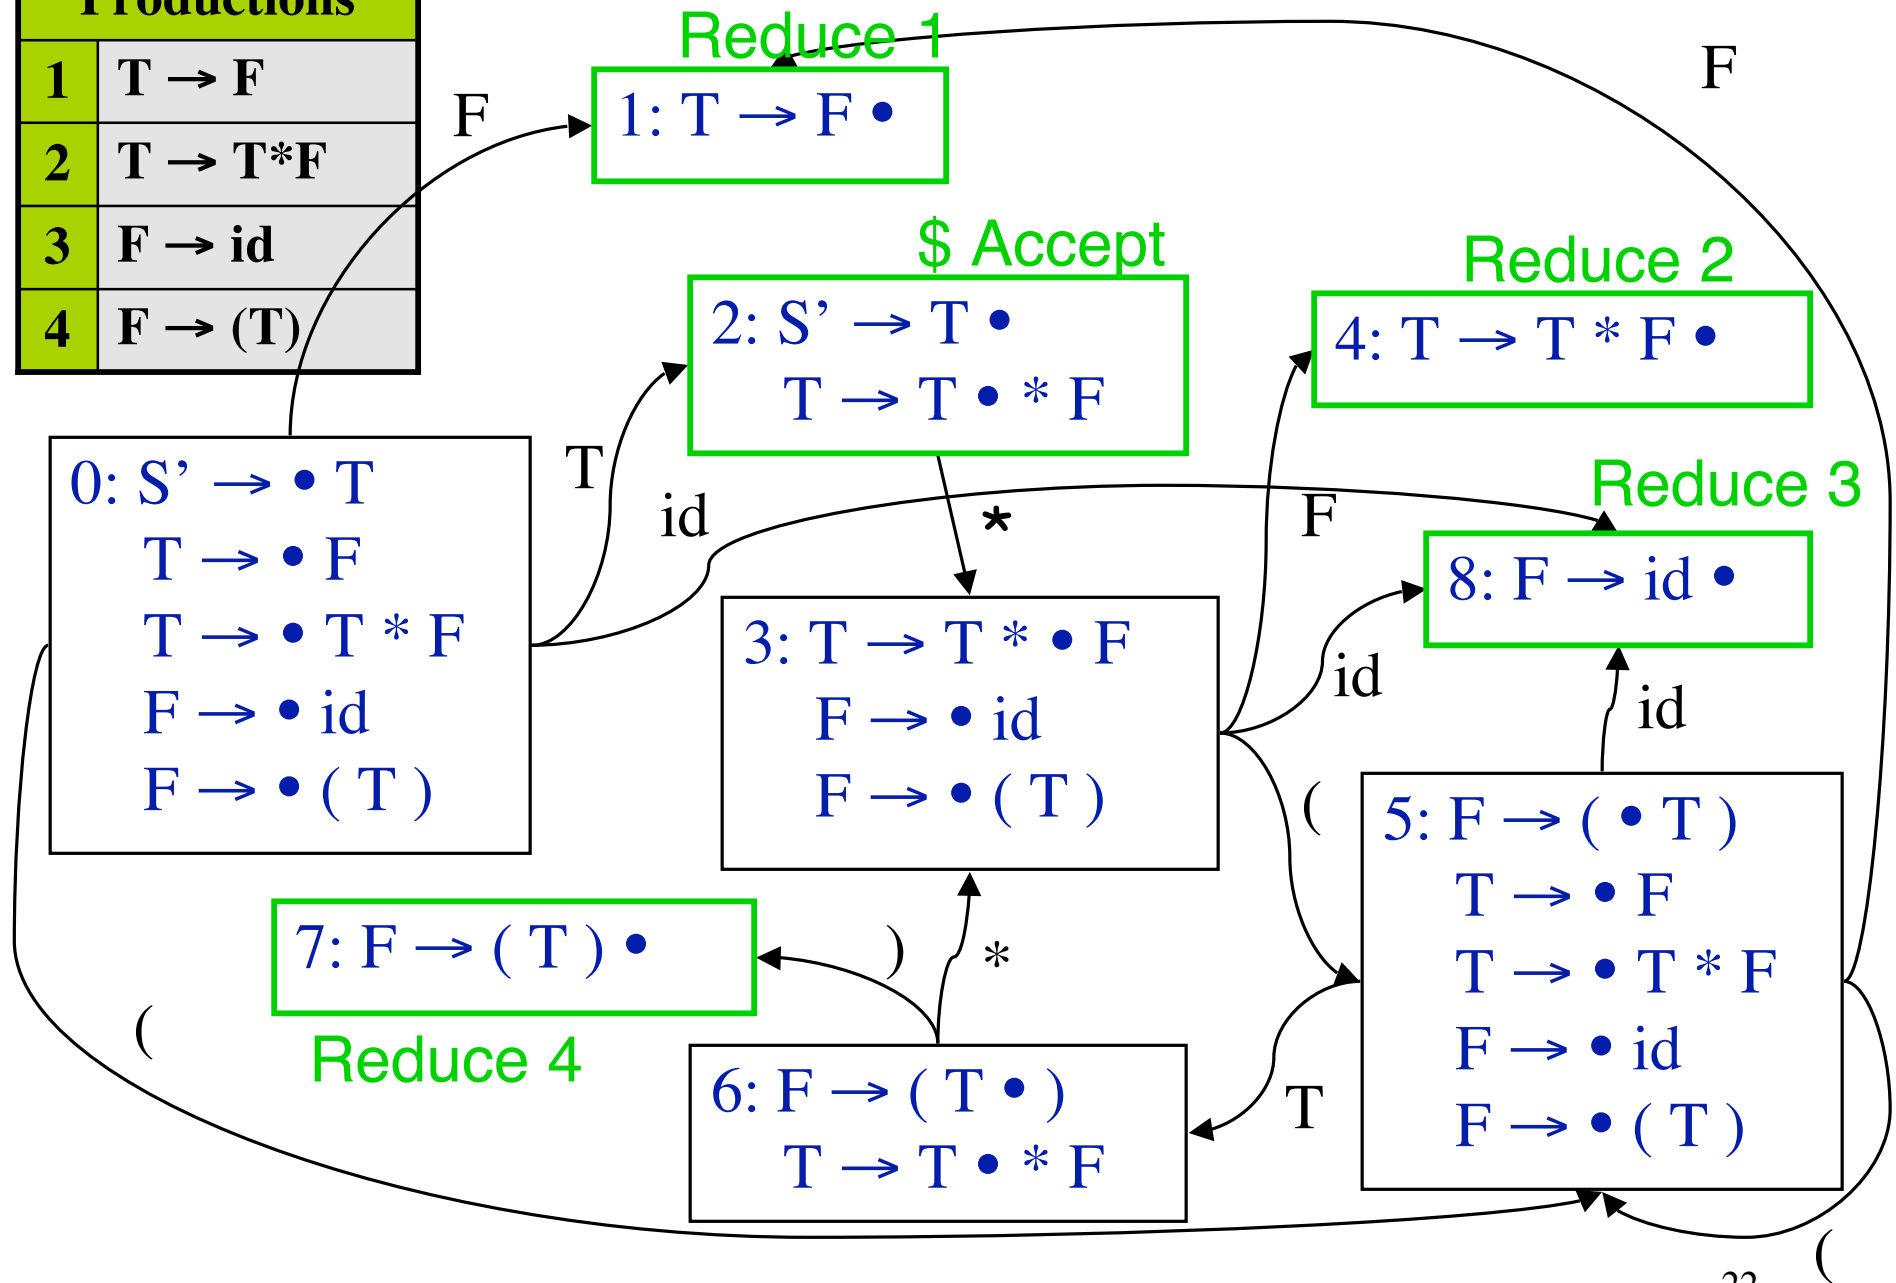 Productions
1 T → F
2 T → T*F
3 F → id
4 F → (T)
Reduce 1
1: T → F •
F
F
$ Accept
2: S’ → T •
T → T • * F
Reduce 2
4: T → T * F •
0: S’ → • T
T → • F
T → • T * F
F → • id
F → • ( T )
T
id
*
F
Reduce 3
8: F → id •
3: T → T * • F
F → • id
F → • ( T )
id
id
(
5: F → ( • T )
T → • F
T → • T * F
F → • id
F → • ( T )
7: F → ( T ) •
Reduce 4
)
*
(
6: F → ( T • )
T → T • * F
T
(